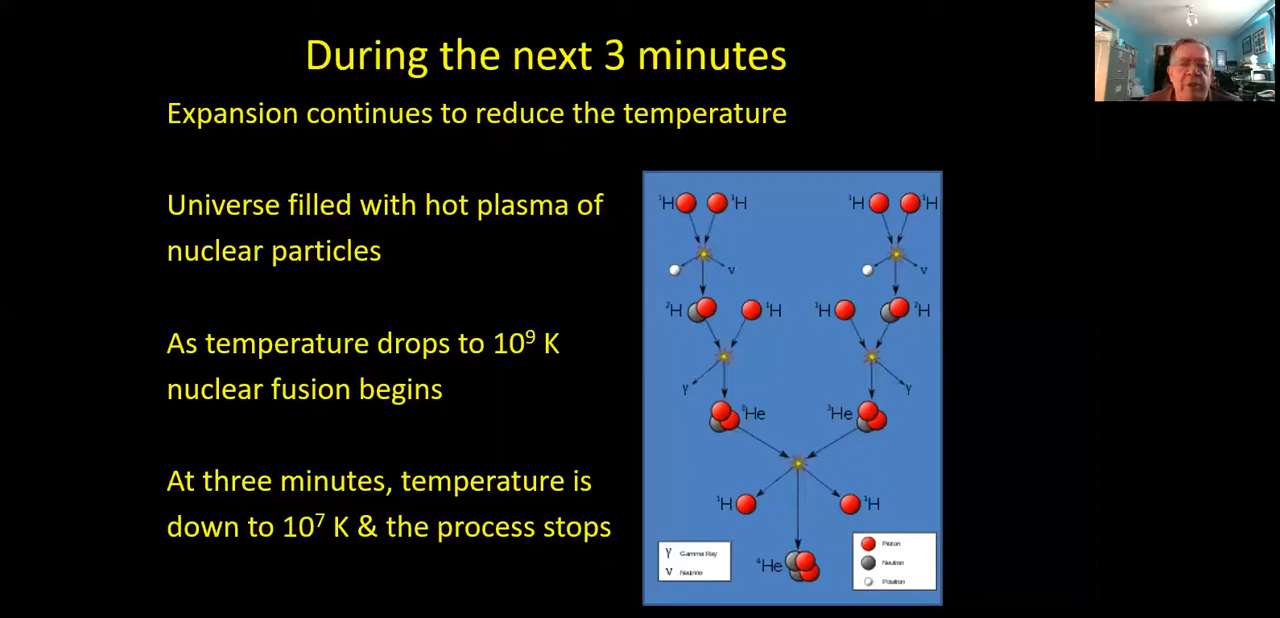 During the next 3 minutes
Expansion continues to reduce the temperature
Universe filled with hot plasma of
nuclear particles
As temperature drops to 10⁹ K
nuclear fusion begins
At three minutes, temperature is
down to 10⁷ K & the process stops
¹H ¹H ¹H ¹H
ν ν
²H ¹H ¹H ²H
γ γ
³He ³He
¹H ¹H
⁴He
γ Gamma Ray
ν Neutrino
Proton
Neutron
Positron